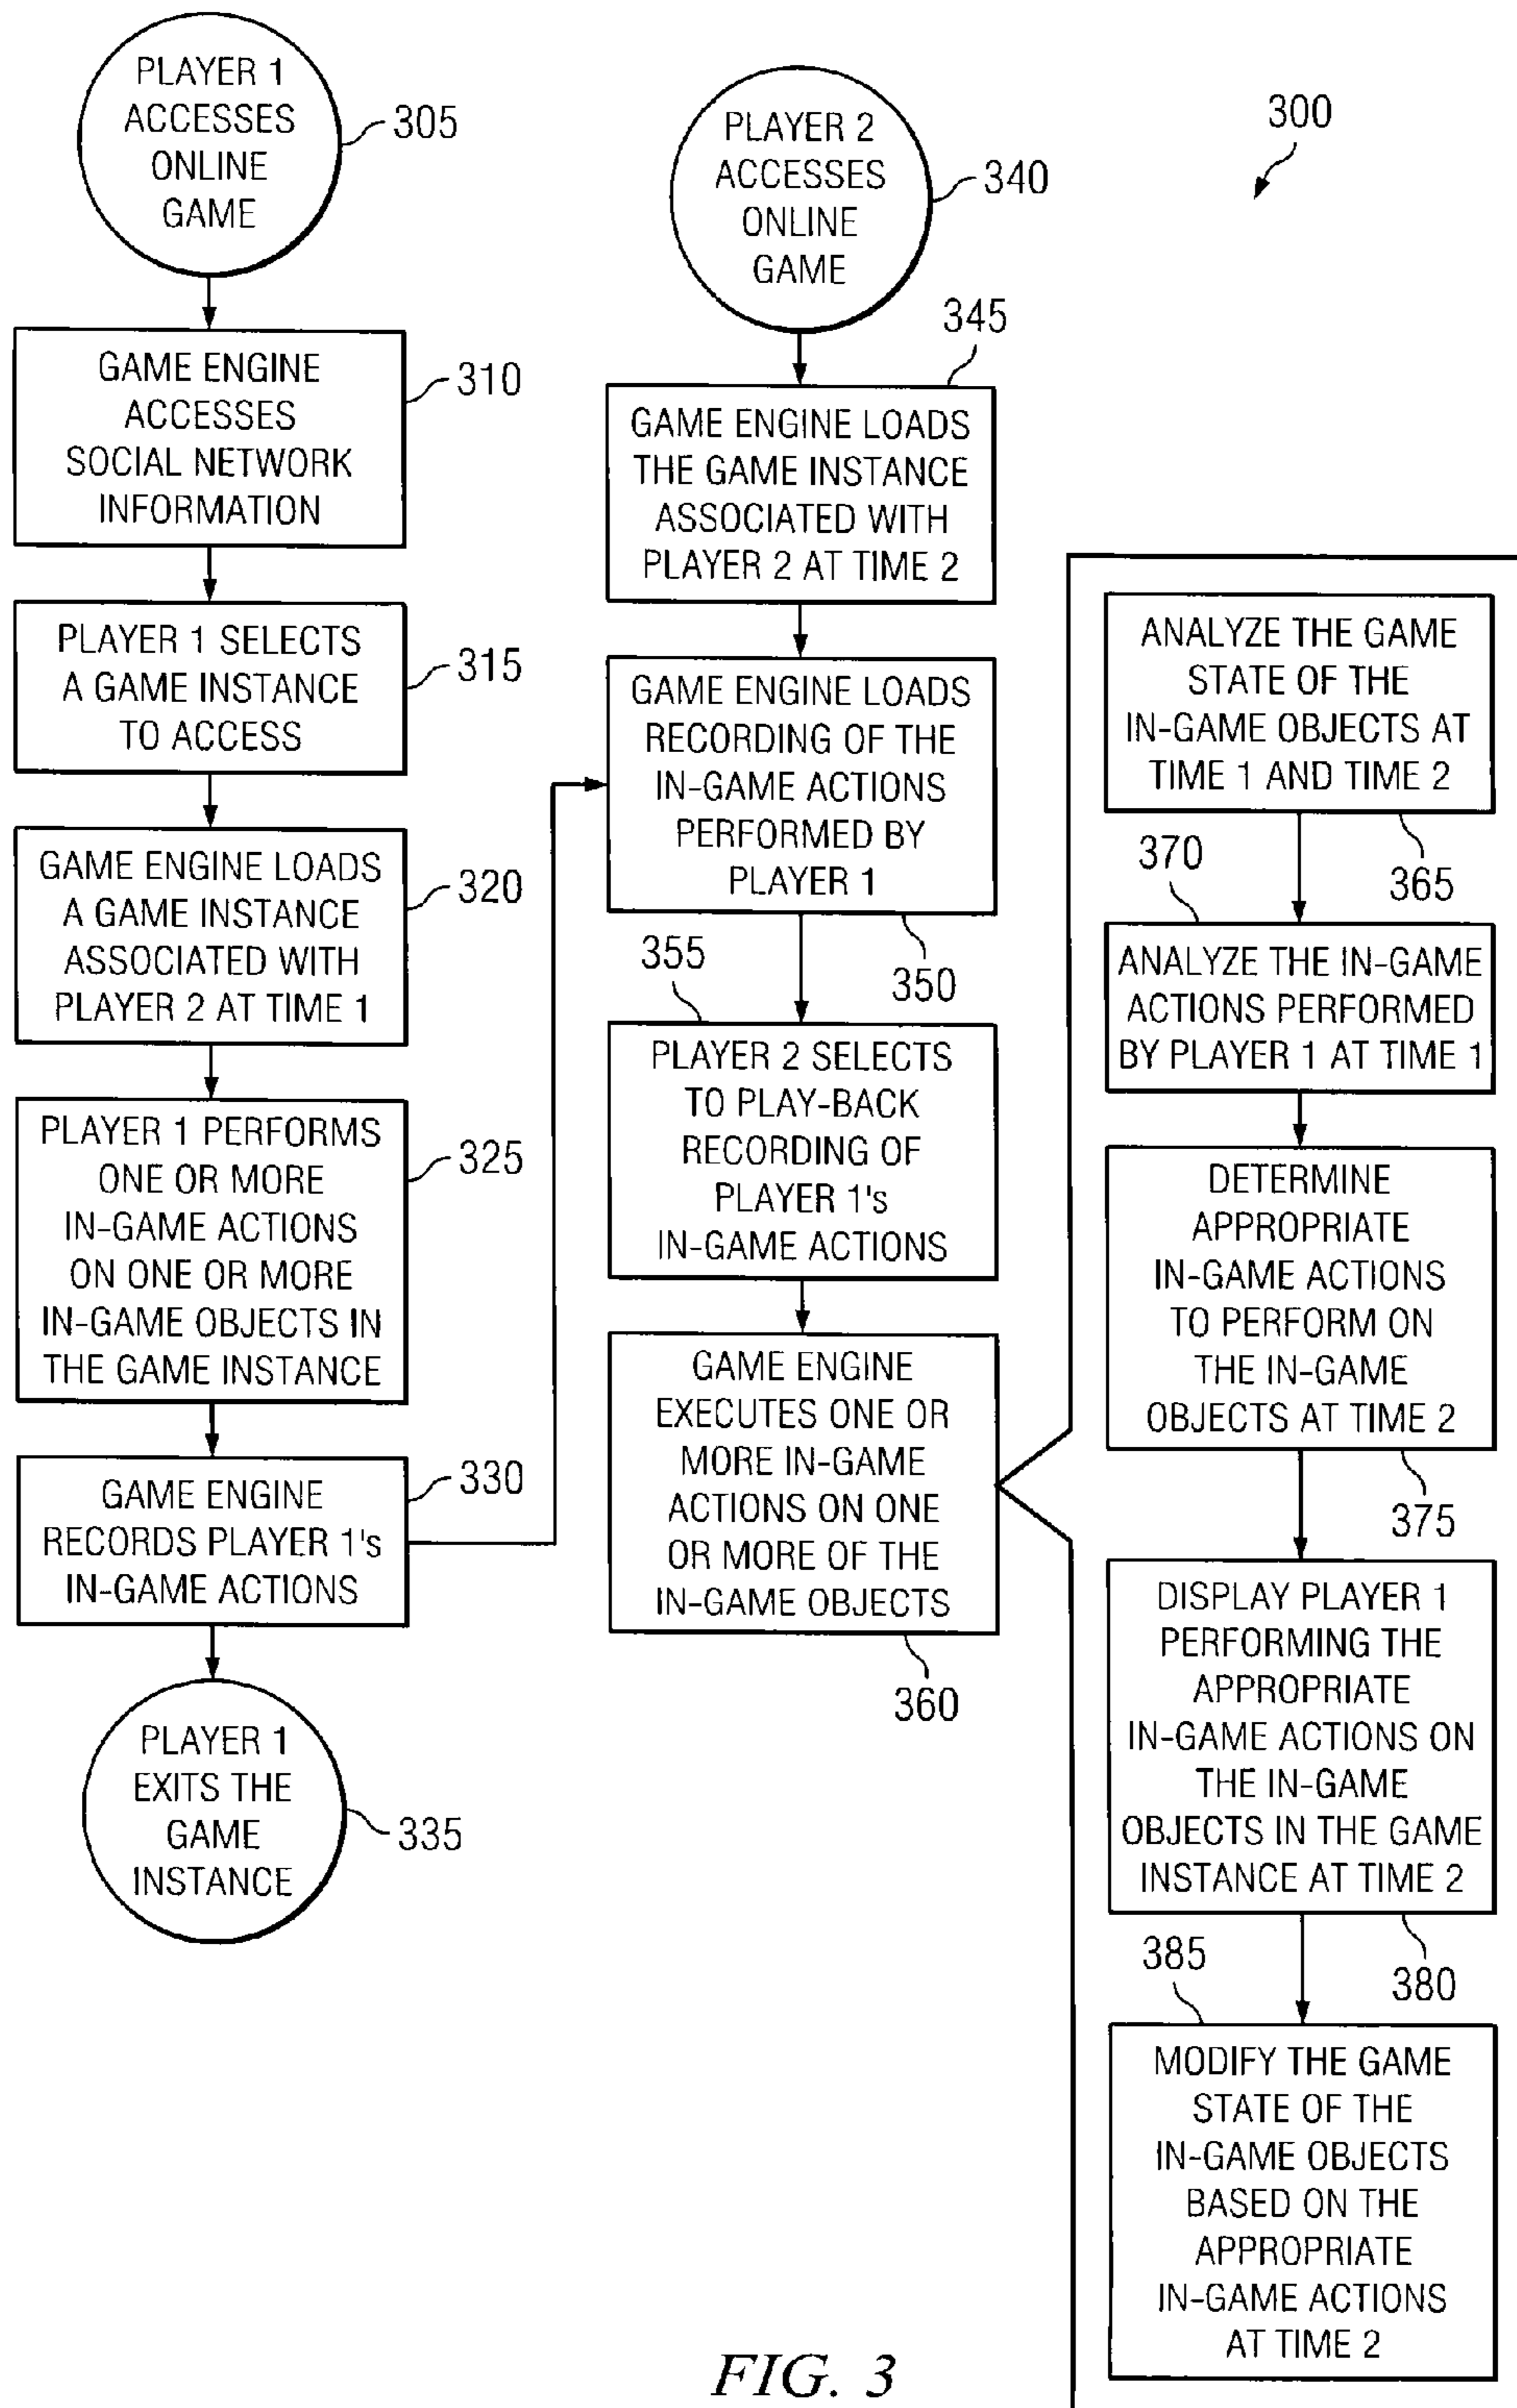 PLAYER 1
ACCESSES
ONLINE
GAME
305
GAME ENGINE
ACCESSES
SOCIAL NETWORK
INFORMATION
310
PLAYER 1 SELECTS
A GAME INSTANCE
TO ACCESS
315
GAME ENGINE LOADS
A GAME INSTANCE
ASSOCIATED WITH
PLAYER 2 AT TIME 1
320
PLAYER 1 PERFORMS
ONE OR MORE
IN-GAME ACTIONS
ON ONE OR MORE
IN-GAME OBJECTS IN
THE GAME INSTANCE
325
GAME ENGINE
RECORDS PLAYER 1's
IN-GAME ACTIONS
330
PLAYER 1
EXITS THE
GAME
INSTANCE
335
PLAYER 2
ACCESSES
ONLINE
GAME
340
345
GAME ENGINE LOADS
THE GAME INSTANCE
ASSOCIATED WITH
PLAYER 2 AT TIME 2
GAME ENGINE LOADS
RECORDING OF THE
IN-GAME ACTIONS
PERFORMED BY
PLAYER 1
350
355
PLAYER 2 SELECTS
TO PLAY-BACK
RECORDING OF
PLAYER 1's
IN-GAME ACTIONS
GAME ENGINE
EXECUTES ONE OR
MORE IN-GAME
ACTIONS ON ONE
OR MORE OF THE
IN-GAME OBJECTS
360
300
ANALYZE THE GAME
STATE OF THE
IN-GAME OBJECTS AT
TIME 1 AND TIME 2
365
370
ANALYZE THE IN-GAME
ACTIONS PERFORMED
BY PLAYER 1 AT TIME 1
DETERMINE
APPROPRIATE
IN-GAME ACTIONS
TO PERFORM ON
THE IN-GAME
OBJECTS AT TIME 2
375
DISPLAY PLAYER 1
PERFORMING THE
APPROPRIATE
IN-GAME ACTIONS ON
THE IN-GAME
OBJECTS IN THE GAME
INSTANCE AT TIME 2
380
385
MODIFY THE GAME
STATE OF THE
IN-GAME OBJECTS
BASED ON THE
APPROPRIATE
IN-GAME ACTIONS
AT TIME 2
FIG. 3